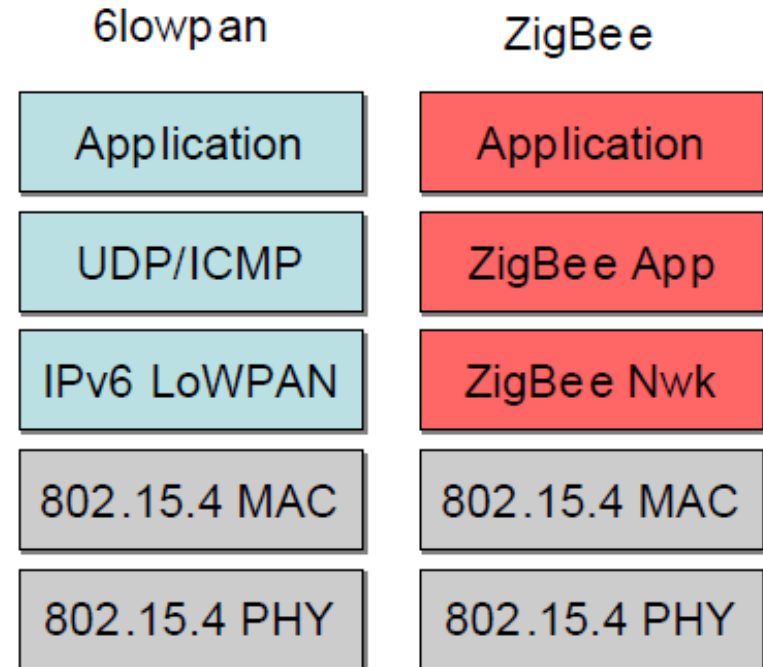 6lowpan
ZigBee
Application
Application
UDP/ICMP
ZigBee App
IPv6 LoWPAN
ZigBee Nwk
802.15.4 MAC
802.15.4 MAC
802.15.4 PHY
802.15.4 PHY